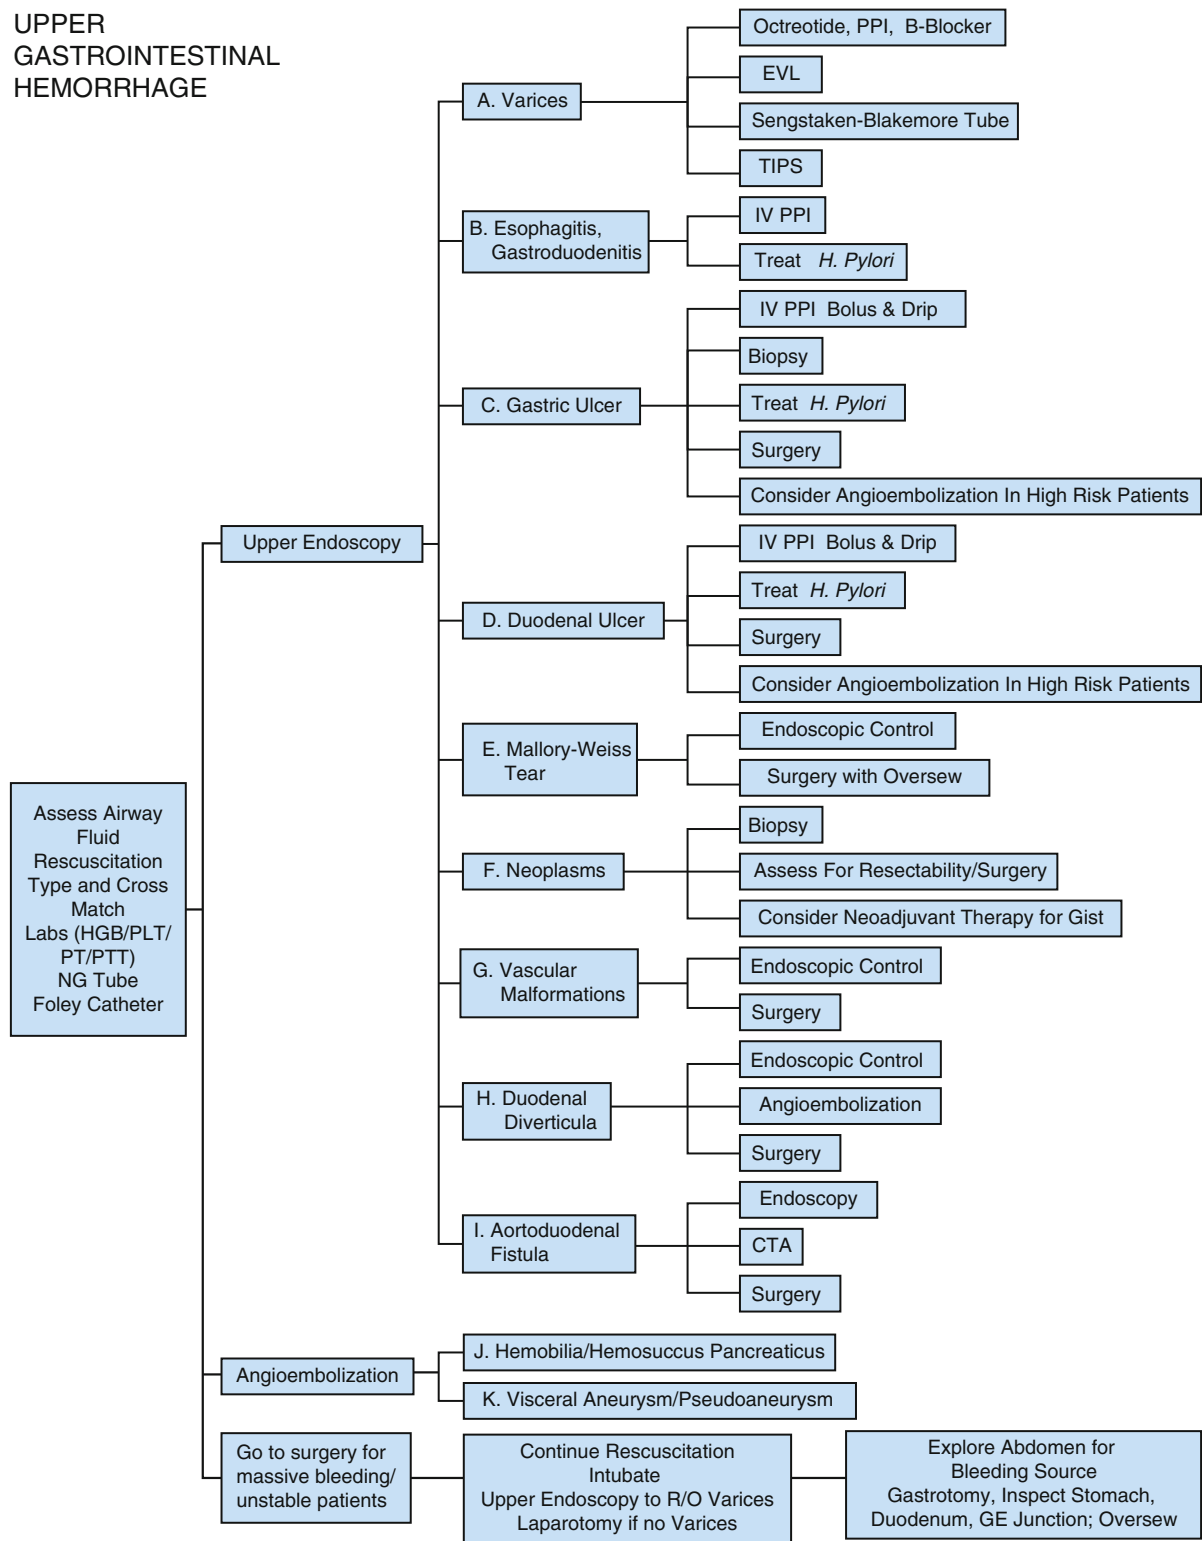 UPPER
GASTROINTESTINAL
HEMORRHAGE
Assess Airway
Fluid
Rescuscitation
Type and Cross
Match
Labs (HGB/PLT/
PT/PTT)
NG Tube
Foley Catheter
Upper Endoscopy
A. Varices
Octreotide, PPI, B-Blocker
EVL
Sengstaken-Blakemore Tube
TIPS
B. Esophagitis,
Gastroduodenitis
IV PPI
Treat H. Pylori
C. Gastric Ulcer
IV PPI Bolus & Drip
Biopsy
Treat H. Pylori
Surgery
Consider Angioembolization In High Risk Patients
D. Duodenal Ulcer
IV PPI Bolus & Drip
Treat H. Pylori
Surgery
Consider Angioembolization In High Risk Patients
E. Mallory-Weiss
Tear
Endoscopic Control
Surgery with Oversew
F. Neoplasms
Biopsy
Assess For Resectability/Surgery
Consider Neoadjuvant Therapy for Gist
G. Vascular
Malformations
Endoscopic Control
Surgery
H. Duodenal
Diverticula
Endoscopic Control
Angioembolization
Surgery
I. Aortoduodenal
Fistula
Endoscopy
CTA
Surgery
Angioembolization
J. Hemobilia/Hemosuccus Pancreaticus
K. Visceral Aneurysm/Pseudoaneurysm
Go to surgery for
massive bleeding/
unstable patients
Continue Rescuscitation
Intubate
Upper Endoscopy to R/O Varices
Laparotomy if no Varices
Explore Abdomen for
Bleeding Source
Gastrotomy, Inspect Stomach,
Duodenum, GE Junction; Oversew